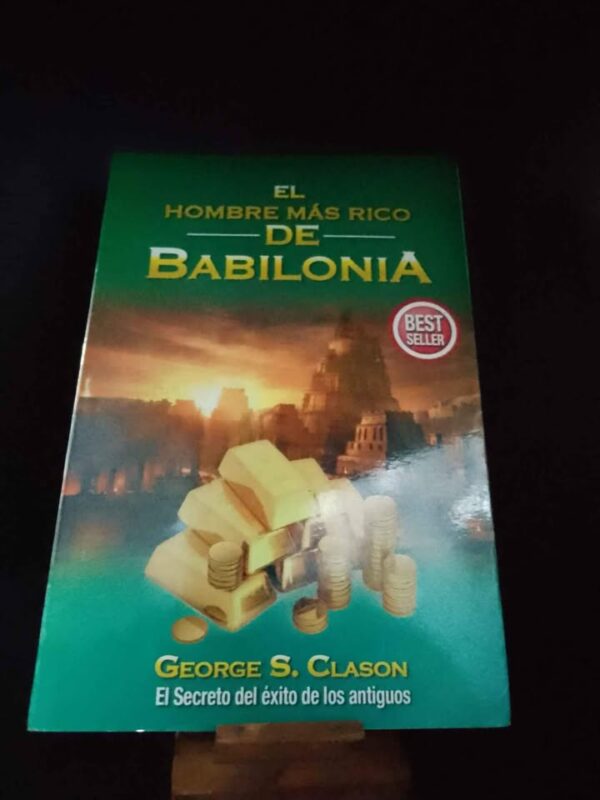 EL
HOMBRE MÁS RICO
DE
BABILONIA
BEST
SELLER
GEORGE S. CLASON
El Secreto del éxito de los antiguos